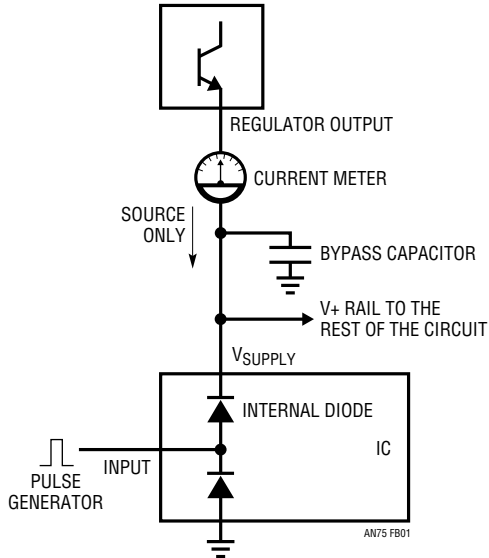 REGULATOR OUTPUT
CURRENT METER
SOURCE
ONLY
BYPASS CAPACITOR
V+ RAIL TO THE
REST OF THE CIRCUIT
VSUPPLY
INTERNAL DIODE
IC
INPUT
PULSE
GENERATOR
AN75 FB01